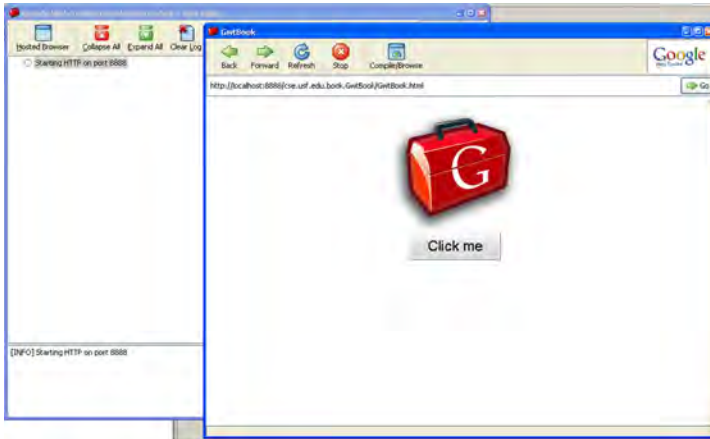 Hosted Browser Collapse All Expand All Clear Log
Starting HTTP on port 8888
[INFO] Starting HTTP on port 8888
GwtBook
Back Forward Refresh Stop Compile/Browse
Google
http://localhost:8888/cse.usf.edu.book.GwtBook/GwtBook.html
Go
G
Click me